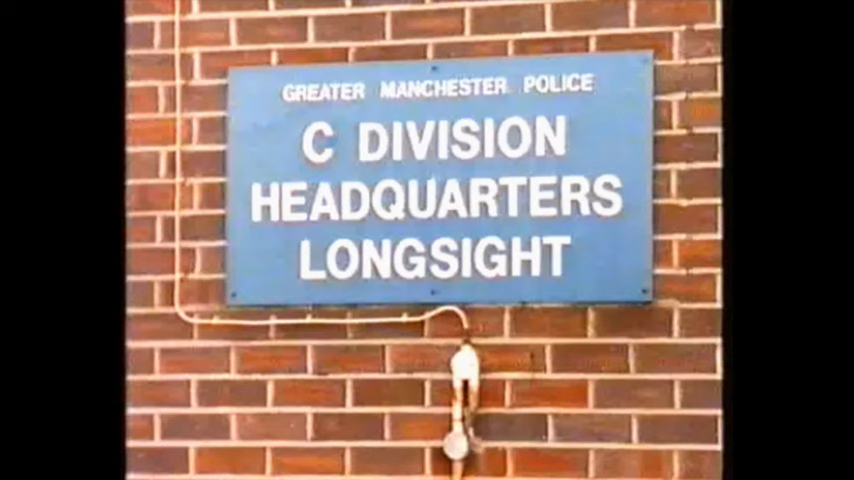 GREATER MANCHESTER POLICE
C DIVISION
HEADQUARTERS
LONGSIGHT